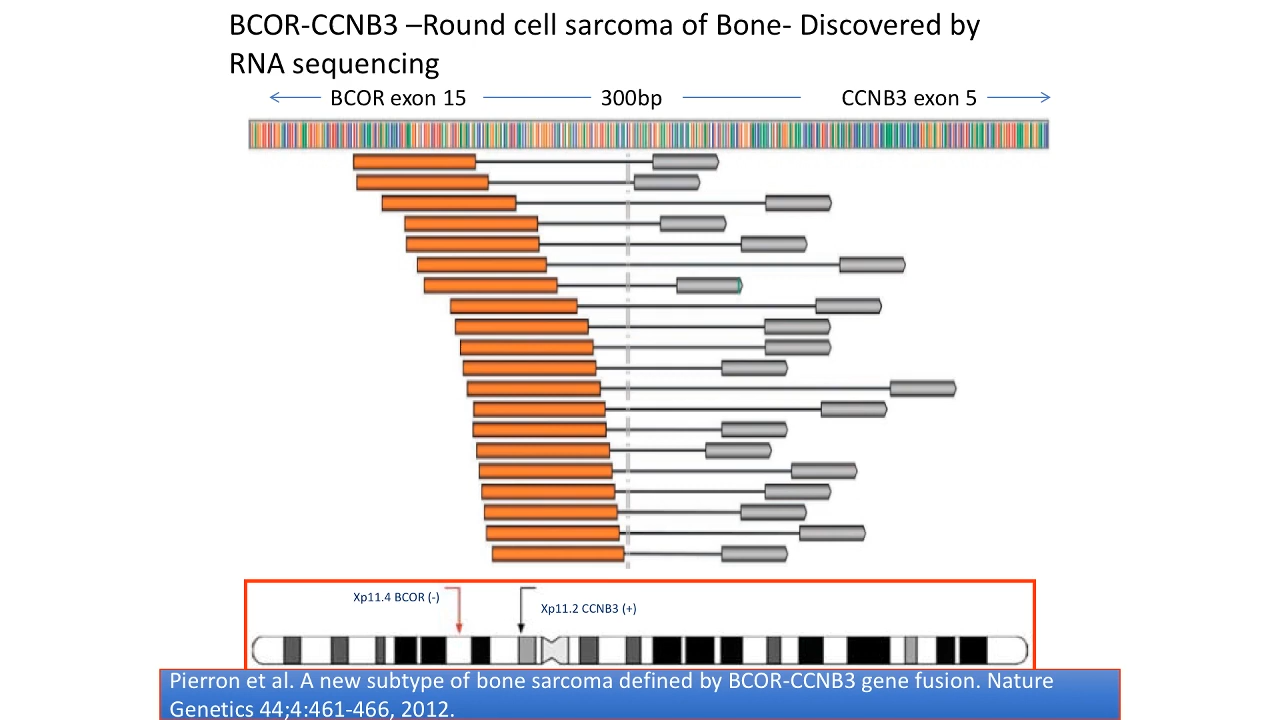 BCOR-CCNB3 –Round cell sarcoma of Bone- Discovered by
RNA sequencing
BCOR exon 15 300bp CCNB3 exon 5
Xp11.4 BCOR (-)
Xp11.2 CCNB3 (+)
Pierron et al. A new subtype of bone sarcoma defined by BCOR-CCNB3 gene fusion. Nature
Genetics 44;4:461-466, 2012.